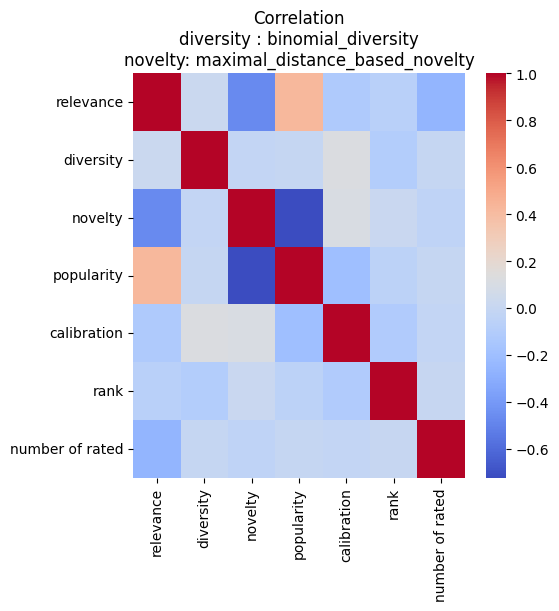 Correlation
diversity : binomial_diversity
novelty: maximal_distance_based_novelty
relevance
diversity
novelty
popularity
calibration
rank
number of rated
relevance
diversity
novelty
popularity
calibration
rank
number of rated
1.0
0.8
0.6
0.4
0.2
0.0
−0.2
−0.4
−0.6